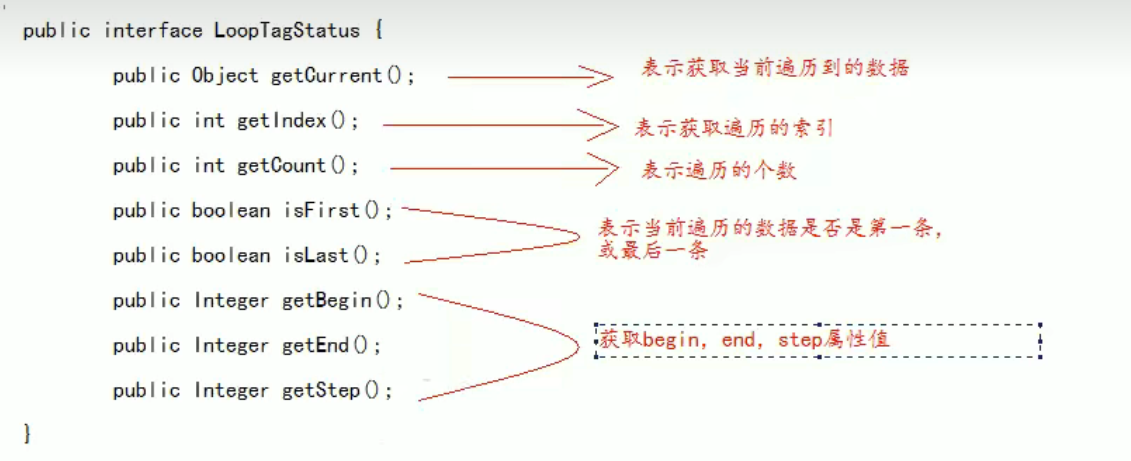 public interface LoopTagStatus {
public Object getCurrent();
表示获取当前遍历到的数据
public int getIndex();
表示获取遍历的索引
public int getCount();
表示遍历的个数
public boolean isFirst();
public boolean isLast();
表示当前遍历的数据是否是第一条,
或最后一条
public Integer getBegin();
public Integer getEnd();
public Integer getStep();
获取begin, end, step属性值
}